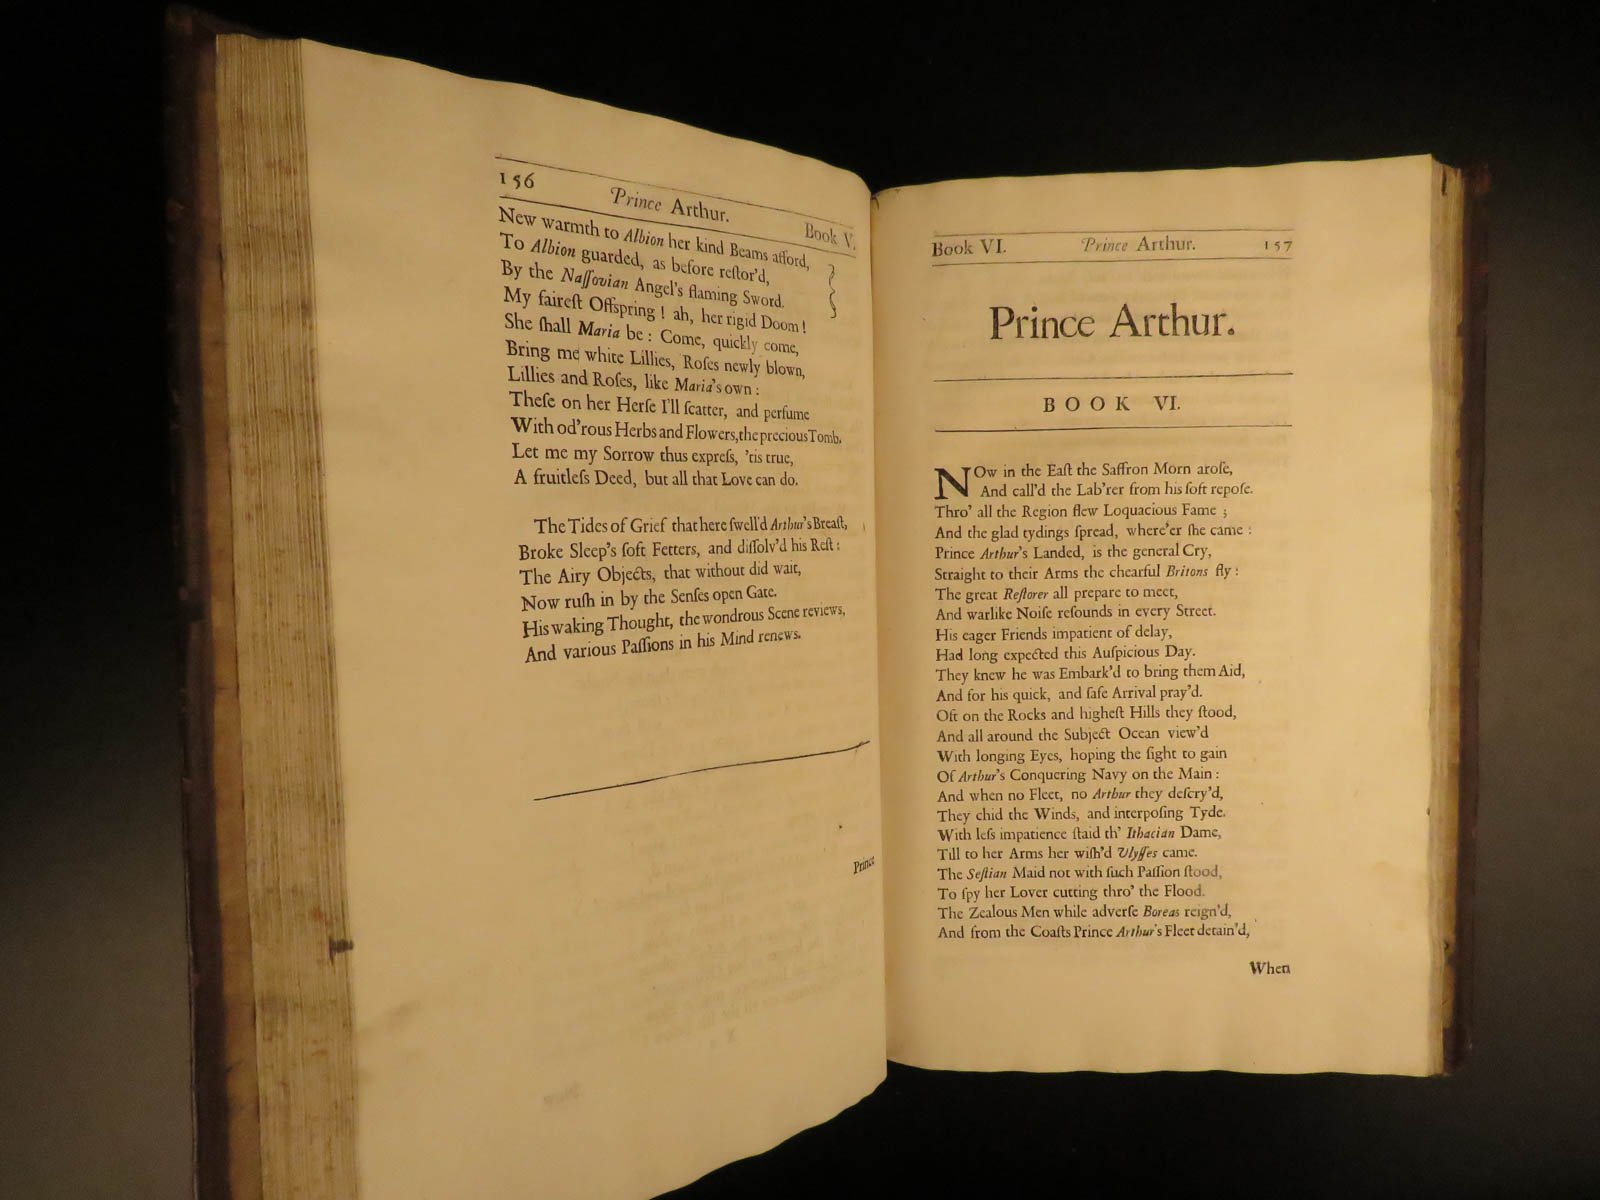 156 Prince Arthur. Book V.
New warmth to Albion her kind Beams afford,
To Albion guarded, as before reſtor'd,
By the Naſſovian Angel's flaming Sword.
My faireſt Offspring! ah, her rigid Doom!
She ſhall Maria be: Come, quickly come,
Bring me white Lillies, Roſes newly blown,
Lillies and Roſes, like Maria's own:
Theſe on her Herſe I'll ſcatter, and perfume
With od'rous Herbs and Flowers, the precious Tomb.
Let me my Sorrow thus expreſs, 'tis true,
A fruitleſs Deed, but all that Love can do.
The Tides of Grief that here ſwell'd Arthur's Breaſt,
Broke Sleep's ſoft Fetters, and diſſolv'd his Reſt:
The Airy Objects, that without did wait,
Now ruſh in by the Senſes open Gate.
His waking Thought, the wondrous Scene reviews,
And various Paſſions in his Mind renews.
Prince
Book VI. Prince Arthur. 157
Prince Arthur.
BOOK VI.
NOw in the Eaſt the Saffron Morn aroſe,
And call'd the Lab'rer from his ſoft repoſe.
Thro' all the Region flew Loquacious Fame;
And the glad tydings ſpread, where'er ſhe came:
Prince Arthur's Landed, is the general Cry,
Straight to their Arms the chearful Britons fly:
The great Reſtorer all prepare to meet,
And warlike Noiſe reſounds in every Street.
His eager Friends impatient of delay,
Had long expected this Auſpicious Day.
They knew he was Embark'd to bring them Aid,
And for his quick, and ſafe Arrival pray'd.
Oft on the Rocks and higheſt Hills they ſtood,
And all around the Subject Ocean view'd
With longing Eyes, hoping the ſight to gain
Of Arthur's Conquering Navy on the Main:
And when no Fleet, no Arthur they deſcry'd,
They chid the Winds, and interpoſing Tyde.
With leſs impatience ſtaid th' Ithacian Dame,
Till to her Arms her wiſh'd Ulyſſes came.
The Seſtian Maid not with ſuch Paſſion ſtood,
To ſpy her Lover cutting thro' the Flood.
The Zealous Men while adverſe Boreas reign'd,
And from the Coaſts Prince Arthur's Fleet detain'd,
When